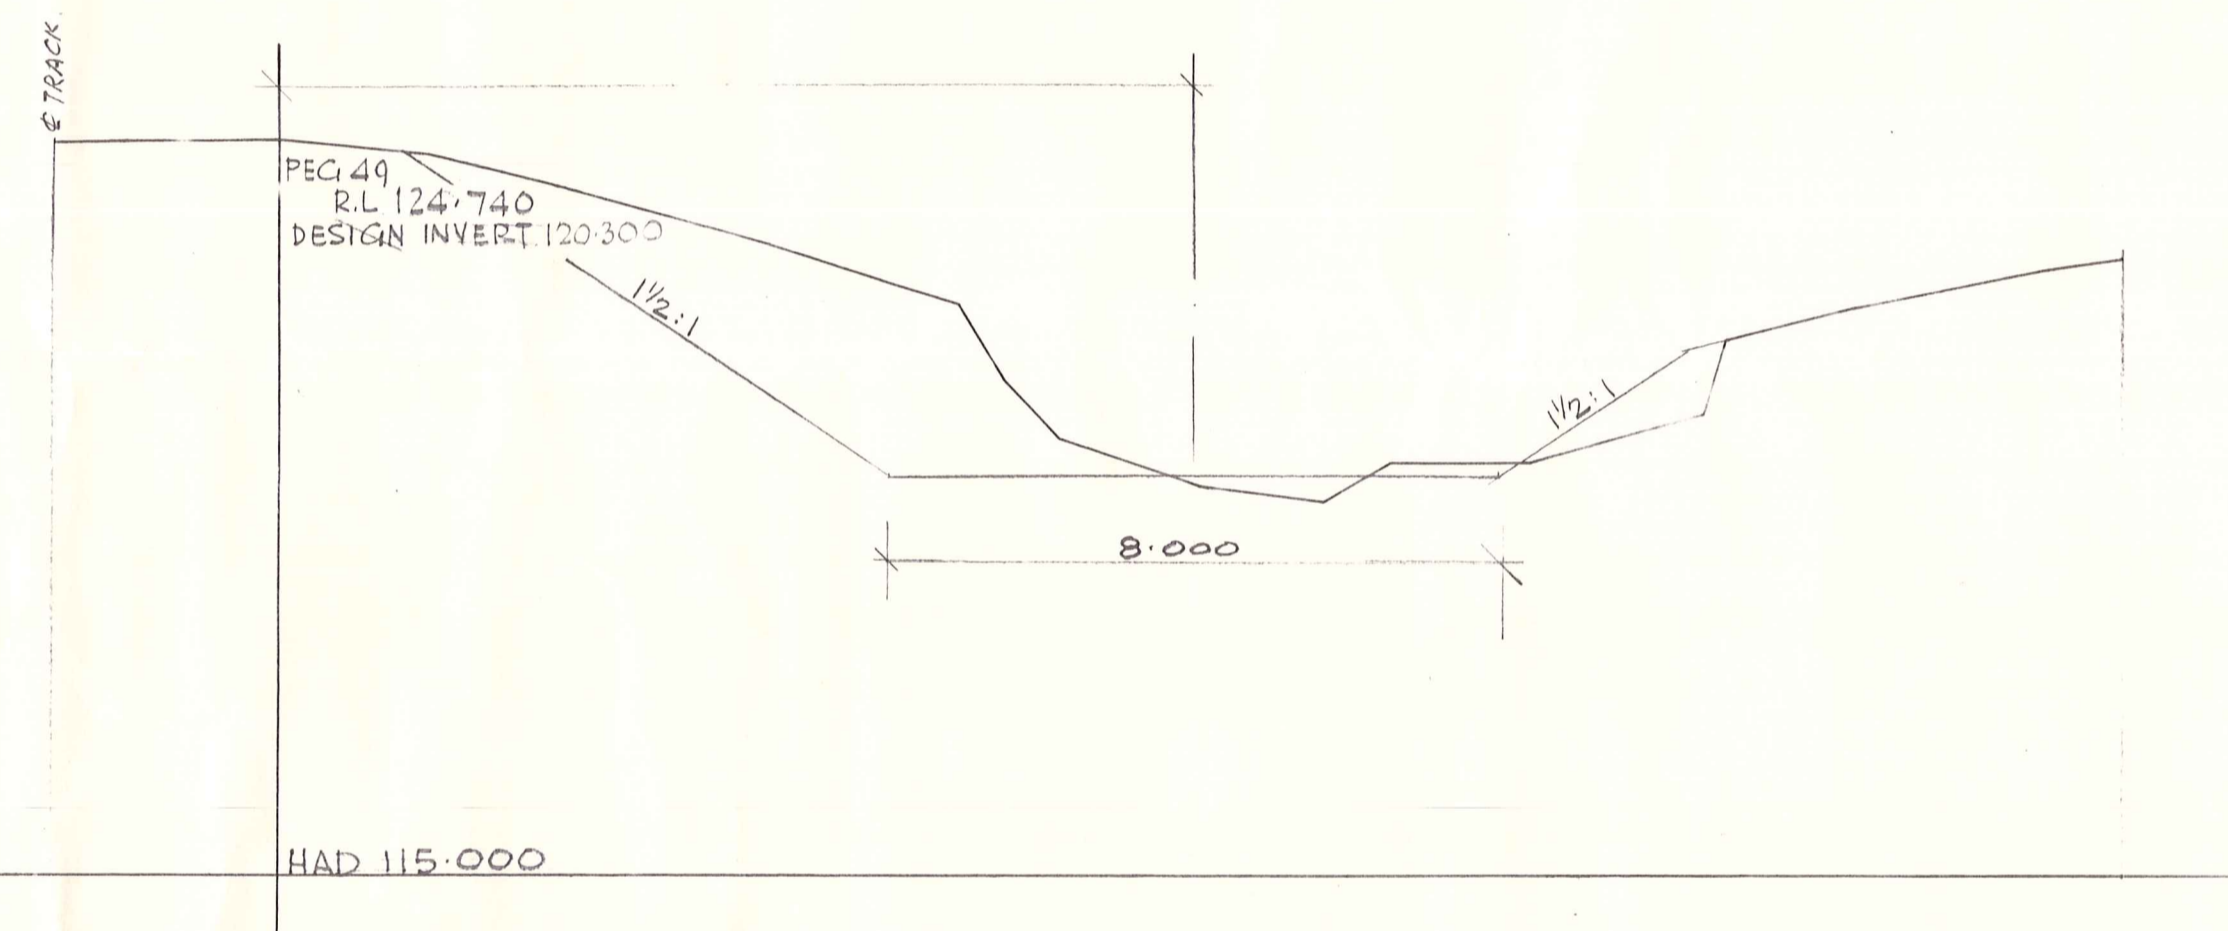 ℄ TRACK
PEG 49
R.L 124.740
DESIGN INVERT 120.300
1½:1
1½:1
8.000
HAD 115.000